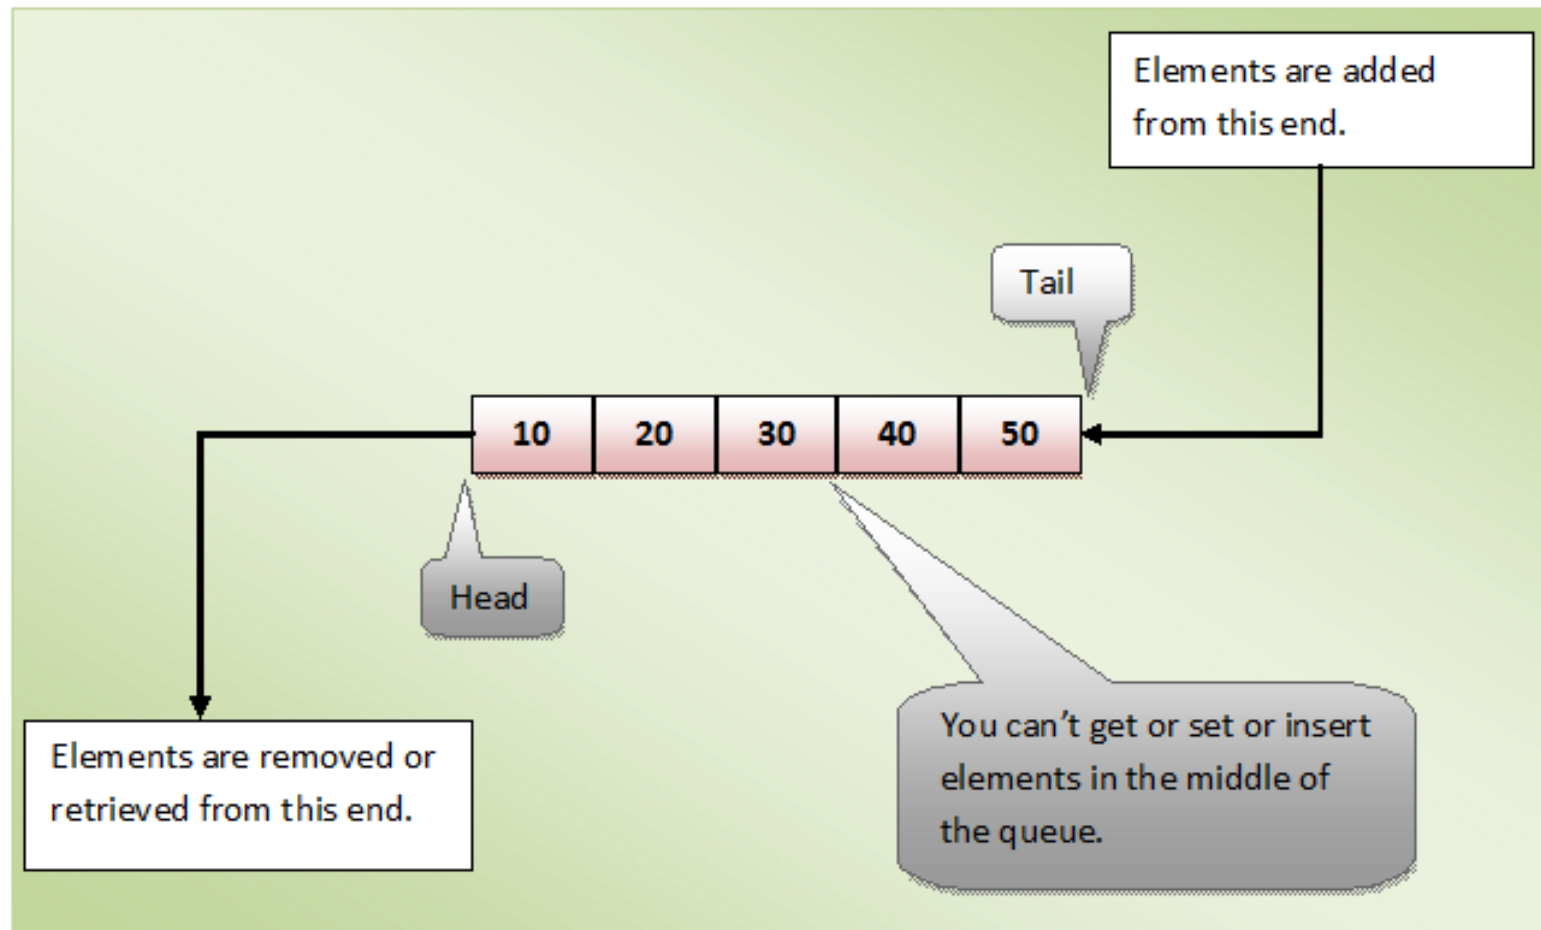 Elements are added
from this end.
Tail
10 20 30 40 50
Head
You can’t get or set or insert
elements in the middle of
the queue.
Elements are removed or
retrieved from this end.